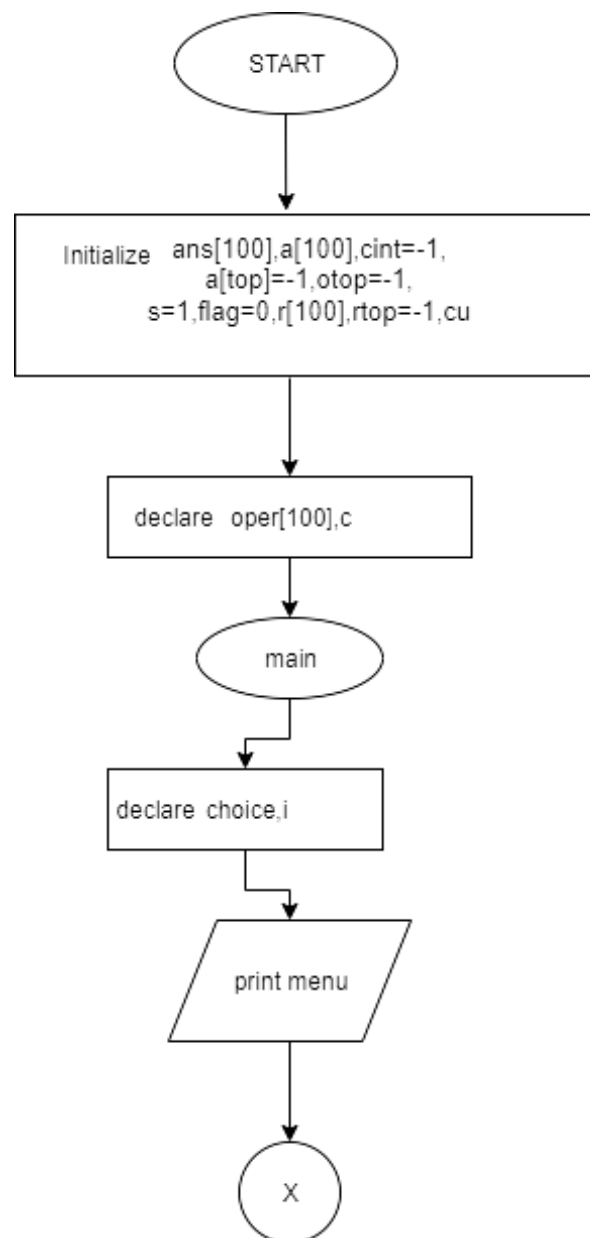 START
Initialize ans[100],a[100],cint=-1,
a[top]=-1,otop=-1,
s=1,flag=0,r[100],rtop=-1,cu
declare oper[100],c
main
declare choice,i
print menu
X